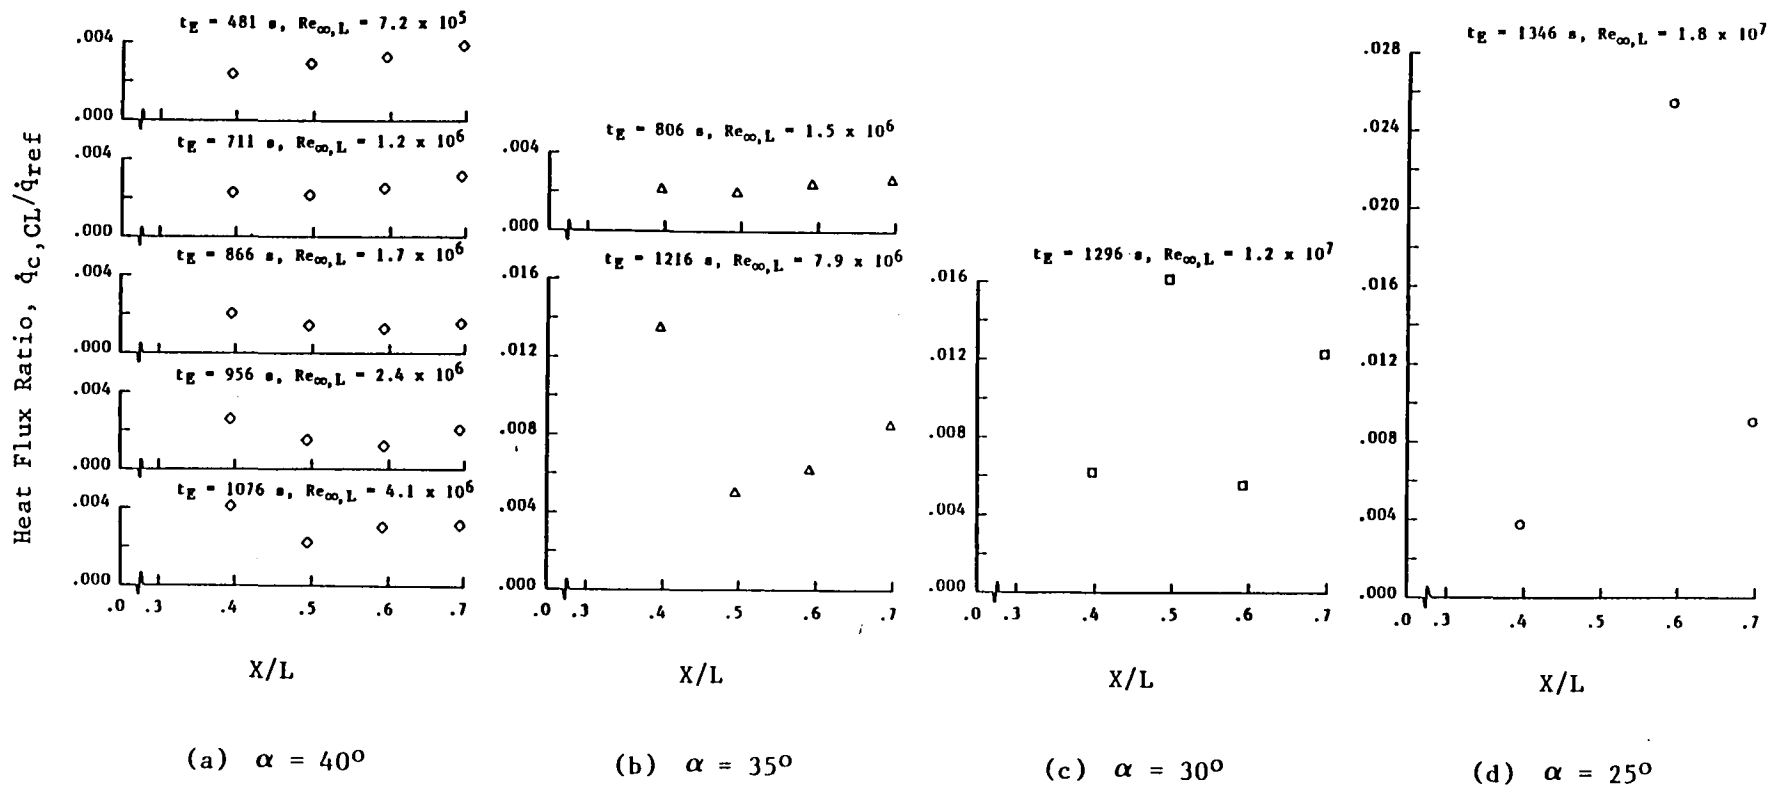 Heat Flux Ratio, q̇c,CL/q̇ref
tE = 481 s, Re∞,L = 7.2 x 10⁵
.004
.000
tE = 711 s, Re∞,L = 1.2 x 10⁶
.004
.000
tE = 866 s, Re∞,L = 1.7 x 10⁶
.004
.000
tE = 956 s, Re∞,L = 2.4 x 10⁶
.004
.000
tE = 1076 s, Re∞,L = 4.1 x 10⁶
.004
.000
.0 .3 .4 .5 .6 .7
X/L
(a) α = 40°
tE = 806 s, Re∞,L = 1.5 x 10⁶
.004
.000
tE = 1216 s, Re∞,L = 7.9 x 10⁶
.016
.012
.008
.004
.000
.0 .3 .4 .5 .6 .7
X/L
(b) α = 35°
tE = 1296 s, Re∞,L = 1.2 x 10⁷
.016
.012
.008
.004
.000
.0 .3 .4 .5 .6 .7
X/L
(c) α = 30°
tE = 1346 s, Re∞,L = 1.8 x 10⁷
.028
.024
.020
.016
.012
.008
.004
.000
.0 .3 .4 .5 .6 .7
X/L
(d) α = 25°